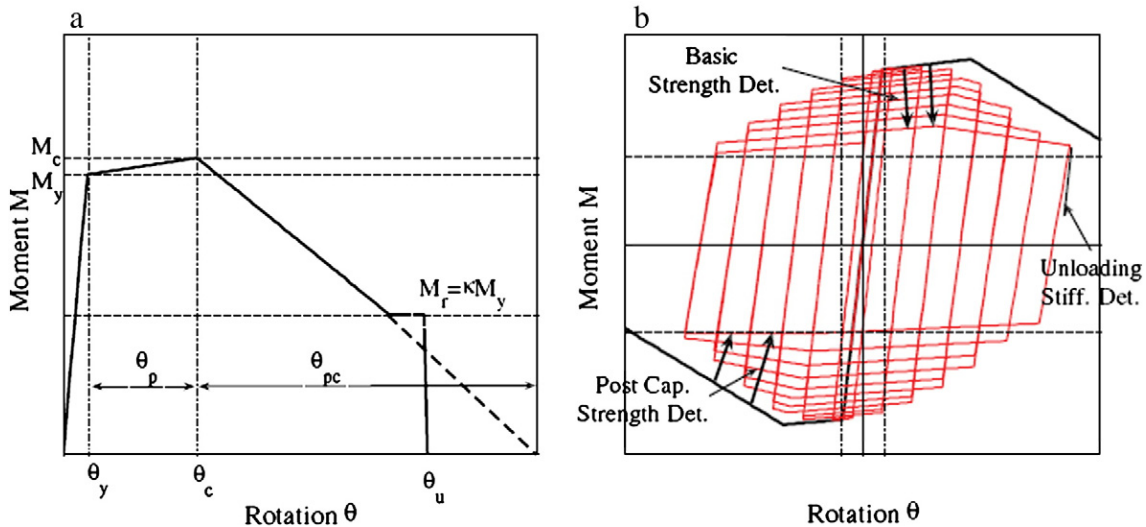 a
M_c
M_y
Moment M
M_r=κM_y
θ_p
θ_pc
θ_y
θ_c
θ_u
Rotation θ
b
Basic
Strength Det.
Moment M
Unloading
Stiff. Det.
Post Cap.
Strength Det.
Rotation θ